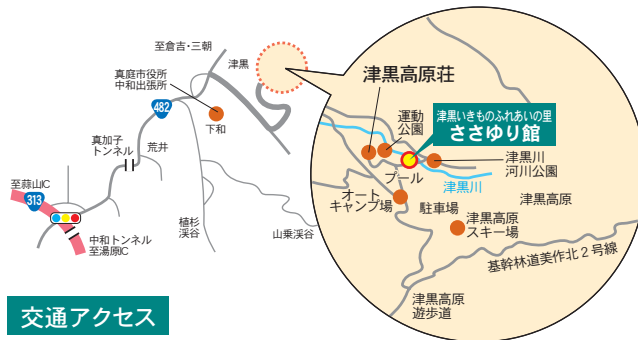 至倉吉・三朝
津黒
真庭市役所
中和出張所
482
下和
真加子
トンネル
荒井
至蒜山IC
313
中和トンネル
至湯原IC
植杉
渓谷
山乗渓谷
交通アクセス
津黒高原荘
運動
公園
津黒いきものふれあいの里
ささゆり館
プール
津黒川
河川公園
津黒川
オート
キャンプ場
駐車場
津黒高原
津黒高原
スキー場
基幹林道美作北2号線
津黒高原
遊歩道